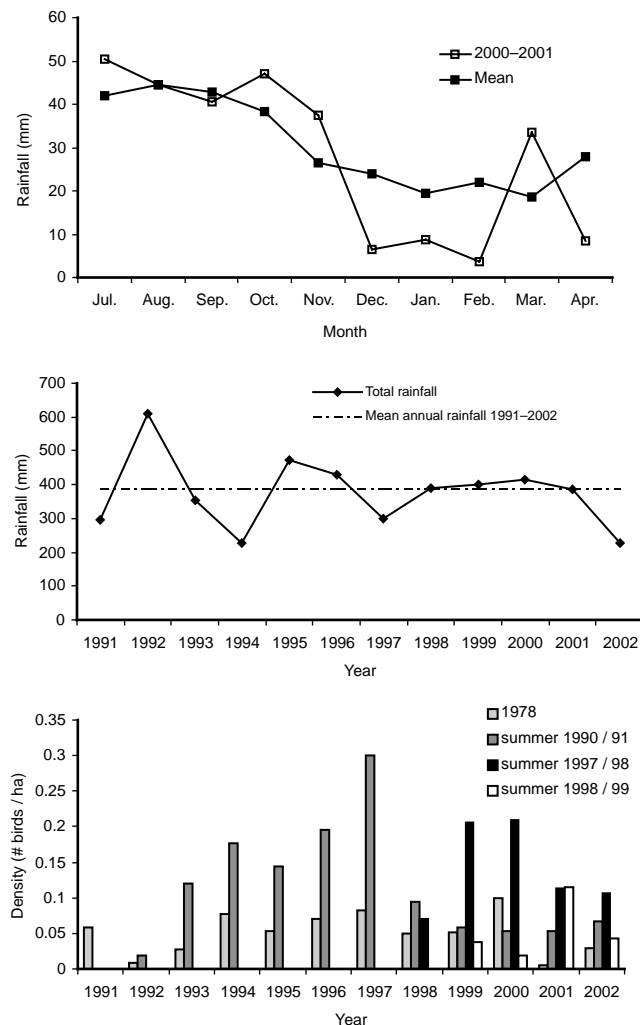 60
50
40
30
20
10
0
Rainfall (mm)
2000–2001
Mean
Jul. Aug. Sep. Oct. Nov. Dec. Jan. Feb. Mar. Apr.
Month
700
600
500
400
300
200
100
0
Rainfall (mm)
Total rainfall
Mean annual rainfall 1991–2002
1991 1992 1993 1994 1995 1996 1997 1998 1999 2000 2001 2002
Year
0.35
0.3
0.25
0.2
0.15
0.1
0.05
0
Density (# birds / ha)
1978
summer 1990 / 91
summer 1997 / 98
summer 1998 / 99
1991 1992 1993 1994 1995 1996 1997 1998 1999 2000 2001 2002
Year